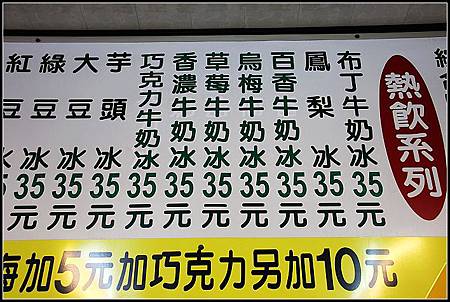 熱飲系列
布丁牛奶冰35元
鳳梨冰35元
百香牛奶冰35元
烏梅牛奶冰35元
草莓牛奶冰35元
香濃牛奶冰35元
巧克力牛奶冰35元
芋頭冰35元
大豆冰35元
綠豆冰35元
紅豆冰5元
加5元加巧克力另加10元